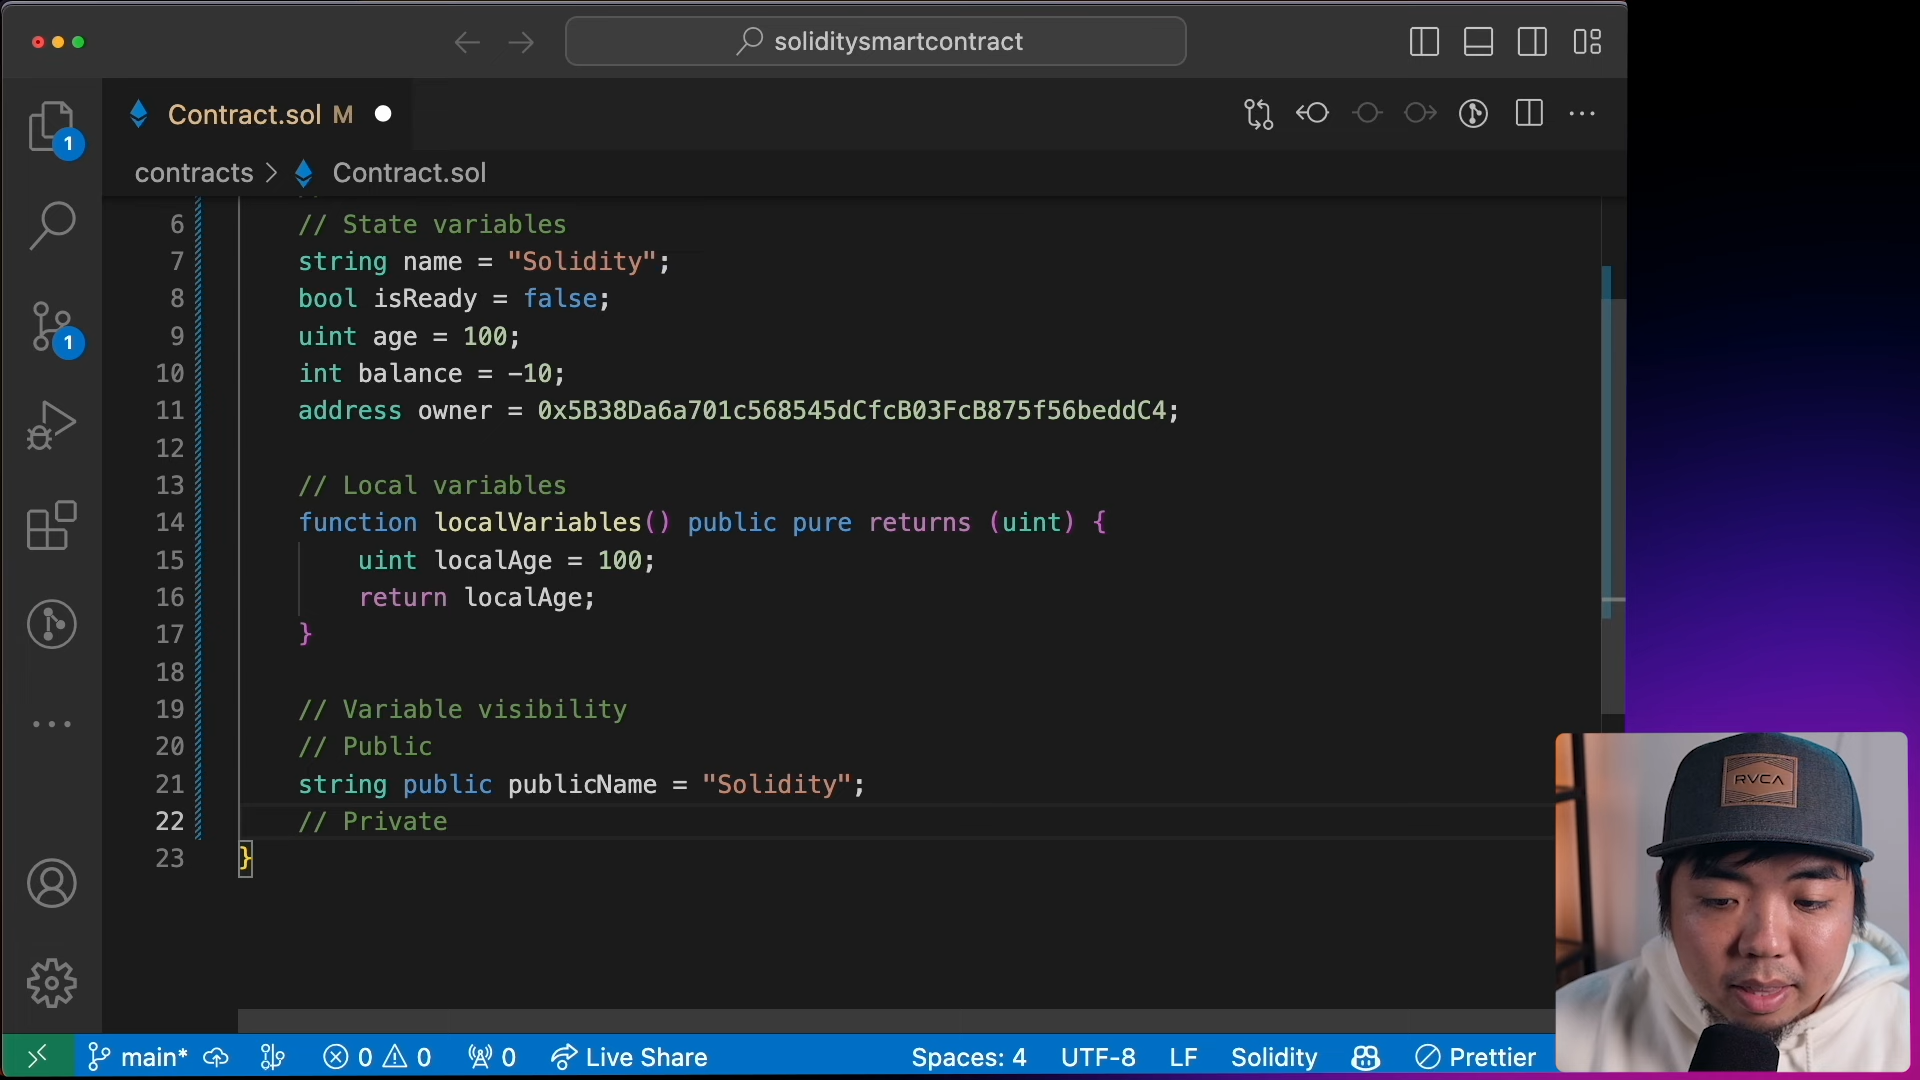 soliditysmartcontract
Contract.sol M
contracts > Contract.sol
1
6 // State variables
7 string name = "Solidity";
8 bool isReady = false;
9 uint age = 100;
10 int balance = -10;
11 address owner = 0x5B38Da6a701c568545dCfcB03FcB875f56beddC4;
12
13 // Local variables
14 function localVariables() public pure returns (uint) {
15 uint localAge = 100;
16 return localAge;
17 }
18
19 // Variable visibility
20 // Public
21 string public publicName = "Solidity";
22 // Private
23 }
1
RVCA
main* 0 0 0 Live Share Spaces: 4 UTF-8 LF Solidity Prettier